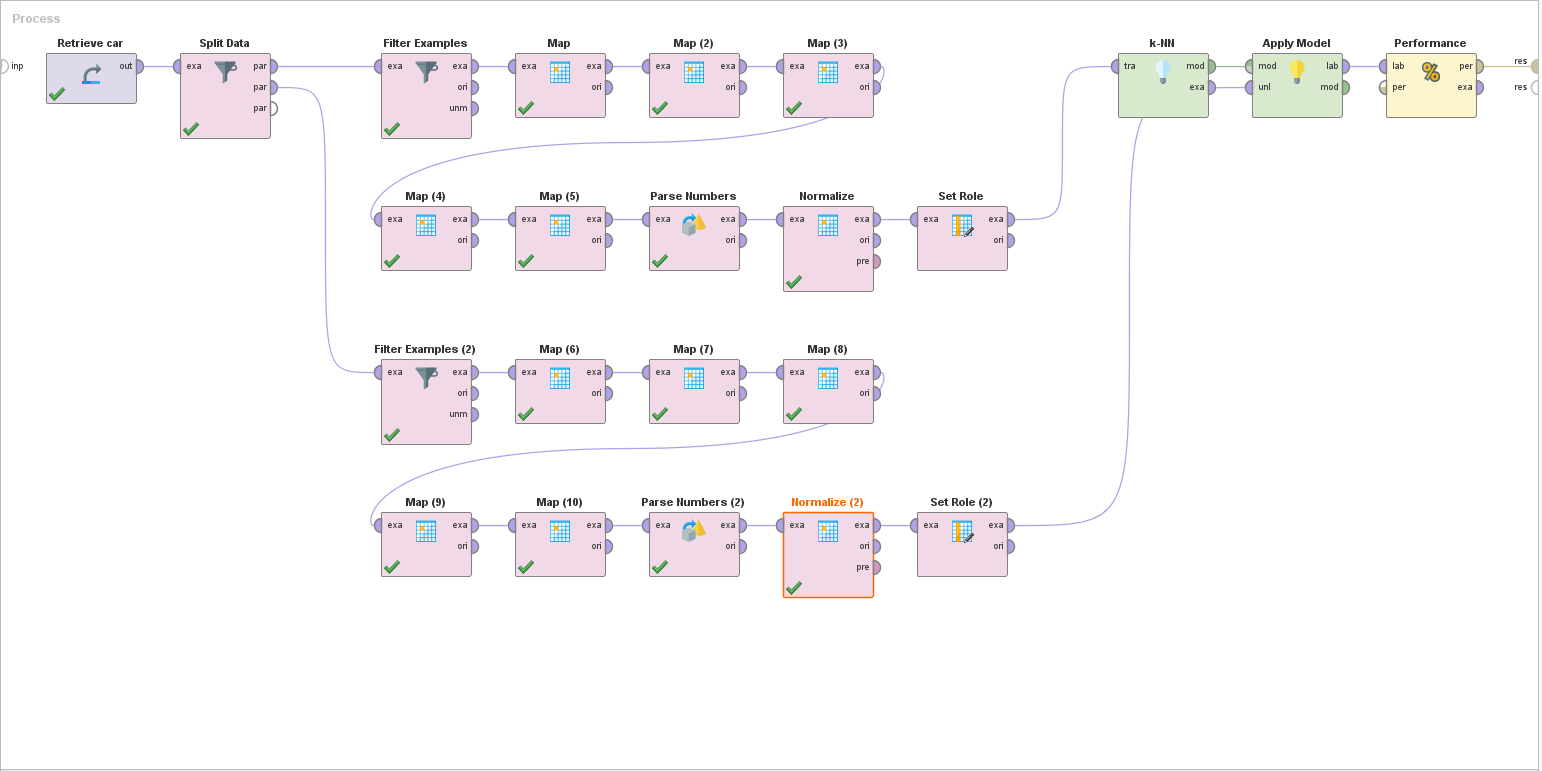 Process
Retrieve car
Split Data
Filter Examples
Map
Map (2)
Map (3)
k-NN
Apply Model
Performance
inp
out
exa par
par
par
exa exa
ori
unm
exa exa
ori
exa exa
ori
exa exa
ori
tra mod
exa
mod lab
unl mod
lab per
per exa
res
res
Map (4)
Map (5)
Parse Numbers
Normalize
Set Role
exa exa
ori
exa exa
ori
exa exa
ori
exa exa
ori
pre
exa exa
ori
Filter Examples (2)
Map (6)
Map (7)
Map (8)
exa exa
ori
unm
exa exa
ori
exa exa
ori
exa exa
ori
Map (9)
Map (10)
Parse Numbers (2)
Normalize (2)
Set Role (2)
exa exa
ori
exa exa
ori
exa exa
ori
exa exa
ori
pre
exa exa
ori